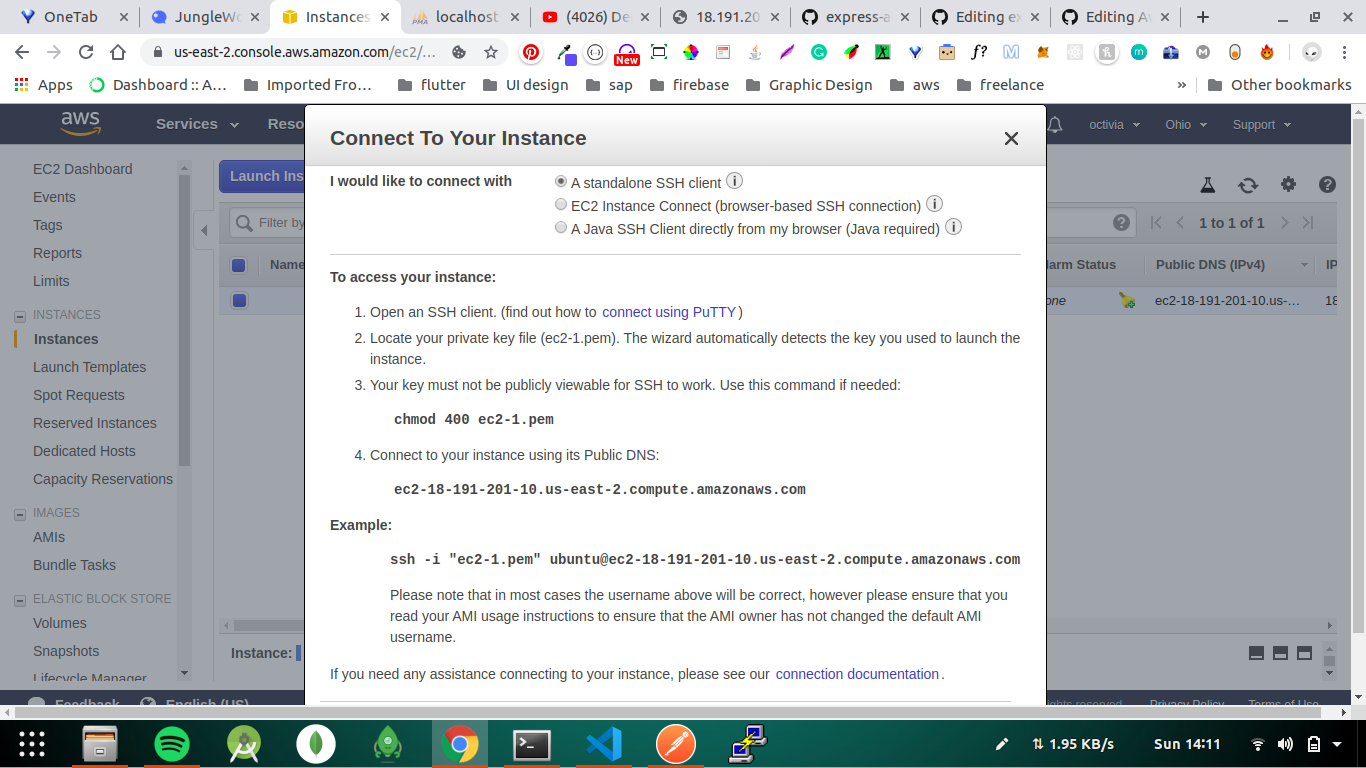 OneTab
JungleWo
Instances
localhost
(4026) De
18.191.20
express-a
Editing ex
Editing Aw
us-east-2.console.aws.amazon.com/ec2/…
New
f?
Apps
Dashboard :: A…
Imported Fro…
flutter
UI design
sap
firebase
Graphic Design
aws
freelance
»
Other bookmarks
aws
Services
Reso
octivia
Ohio
Support
Connect To Your Instance
EC2 Dashboard
Events
Tags
Reports
Limits
INSTANCES
Instances
Launch Templates
Spot Requests
Reserved Instances
Dedicated Hosts
Capacity Reservations
IMAGES
AMIs
Bundle Tasks
ELASTIC BLOCK STORE
Volumes
Snapshots
Lifecycle Manager
Launch Ins
Filter by
1 to 1 of 1
Name
larm Status
Public DNS (IPv4)
IP
one
ec2-18-191-201-10.us-…
18
I would like to connect with
A standalone SSH client
EC2 Instance Connect (browser-based SSH connection)
A Java SSH Client directly from my browser (Java required)
To access your instance:
1. Open an SSH client. (find out how to connect using PuTTY)
2. Locate your private key file (ec2-1.pem). The wizard automatically detects the key you used to launch the
instance.
3. Your key must not be publicly viewable for SSH to work. Use this command if needed:
chmod 400 ec2-1.pem
4. Connect to your instance using its Public DNS:
ec2-18-191-201-10.us-east-2.compute.amazonaws.com
Example:
ssh -i "ec2-1.pem" ubuntu@ec2-18-191-201-10.us-east-2.compute.amazonaws.com
Please note that in most cases the username above will be correct, however please ensure that you
read your AMI usage instructions to ensure that the AMI owner has not changed the default AMI
username.
If you need any assistance connecting to your instance, please see our connection documentation.
Instance:
Feedback
English (US)
ghts reserved.
Privacy Policy
Terms of Use
1.95 KB/s
Sun 14:11